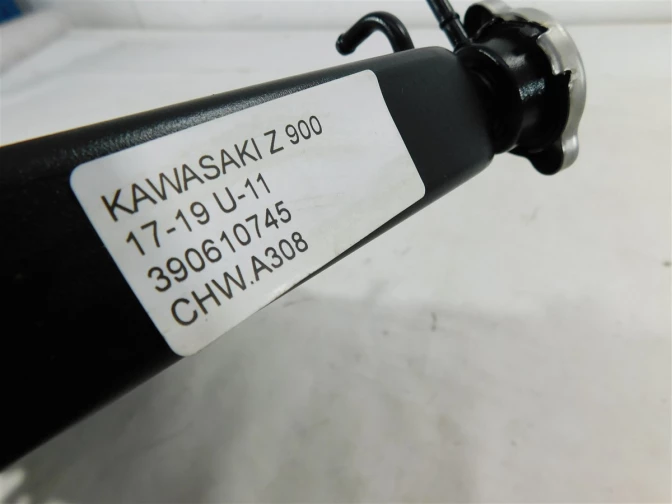 KAWASAKI Z 900
17-19 U-11
390610745
CHW.A308